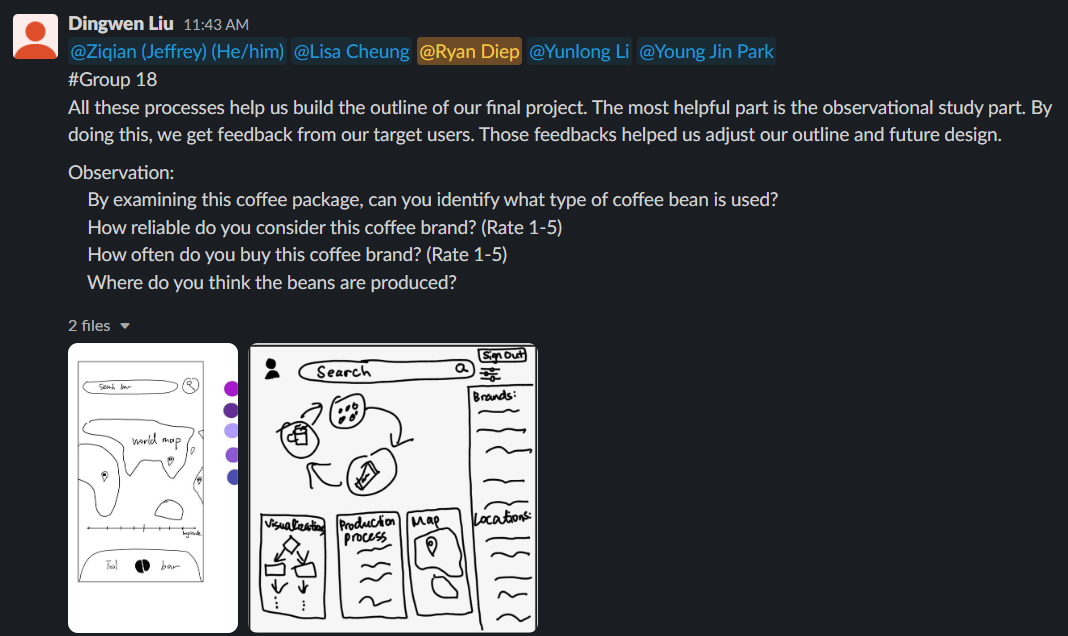 Dingwen Liu 11:43 AM
@Ziqian (Jeffrey) (He/him) @Lisa Cheung @Ryan Diep @Yunlong Li @Young Jin Park
#Group 18
All these processes help us build the outline of our final project. The most helpful part is the observational study part. By
doing this, we get feedback from our target users. Those feedbacks helped us adjust our outline and future design.
Observation:
By examining this coffee package, can you identify what type of coffee bean is used?
How reliable do you consider this coffee brand? (Rate 1-5)
How often do you buy this coffee brand? (Rate 1-5)
Where do you think the beans are produced?
2 files
Search bar
world map
Tool bar
Sign Out
Search
Brands:
Visualization
Production
process
Map
Locations: